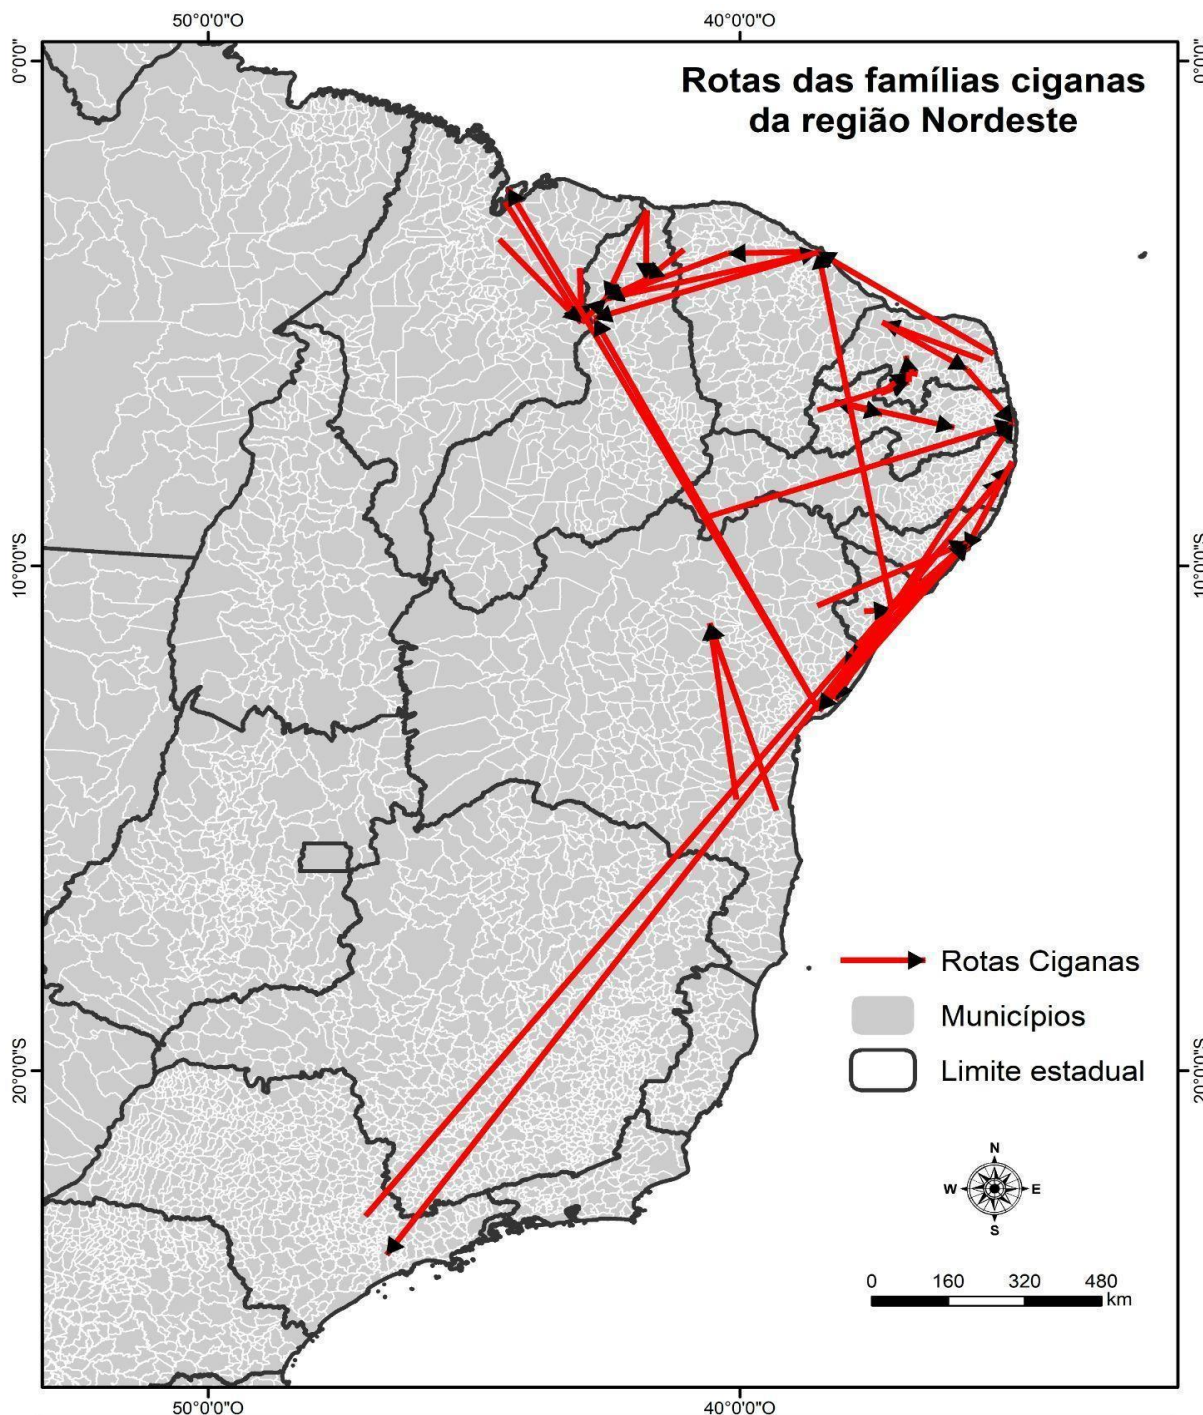 50°0'0"O
40°0'0"O
0°0'0"
0°0'0"
Rotas das famílias ciganas
da região Nordeste
10°0'0"S
10°0'0"S
Rotas Ciganas
Municípios
Limite estadual
20°0'0"S
20°0'0"S
N
W
E
S
0
160
320
480
km
50°0'0"O
40°0'0"O